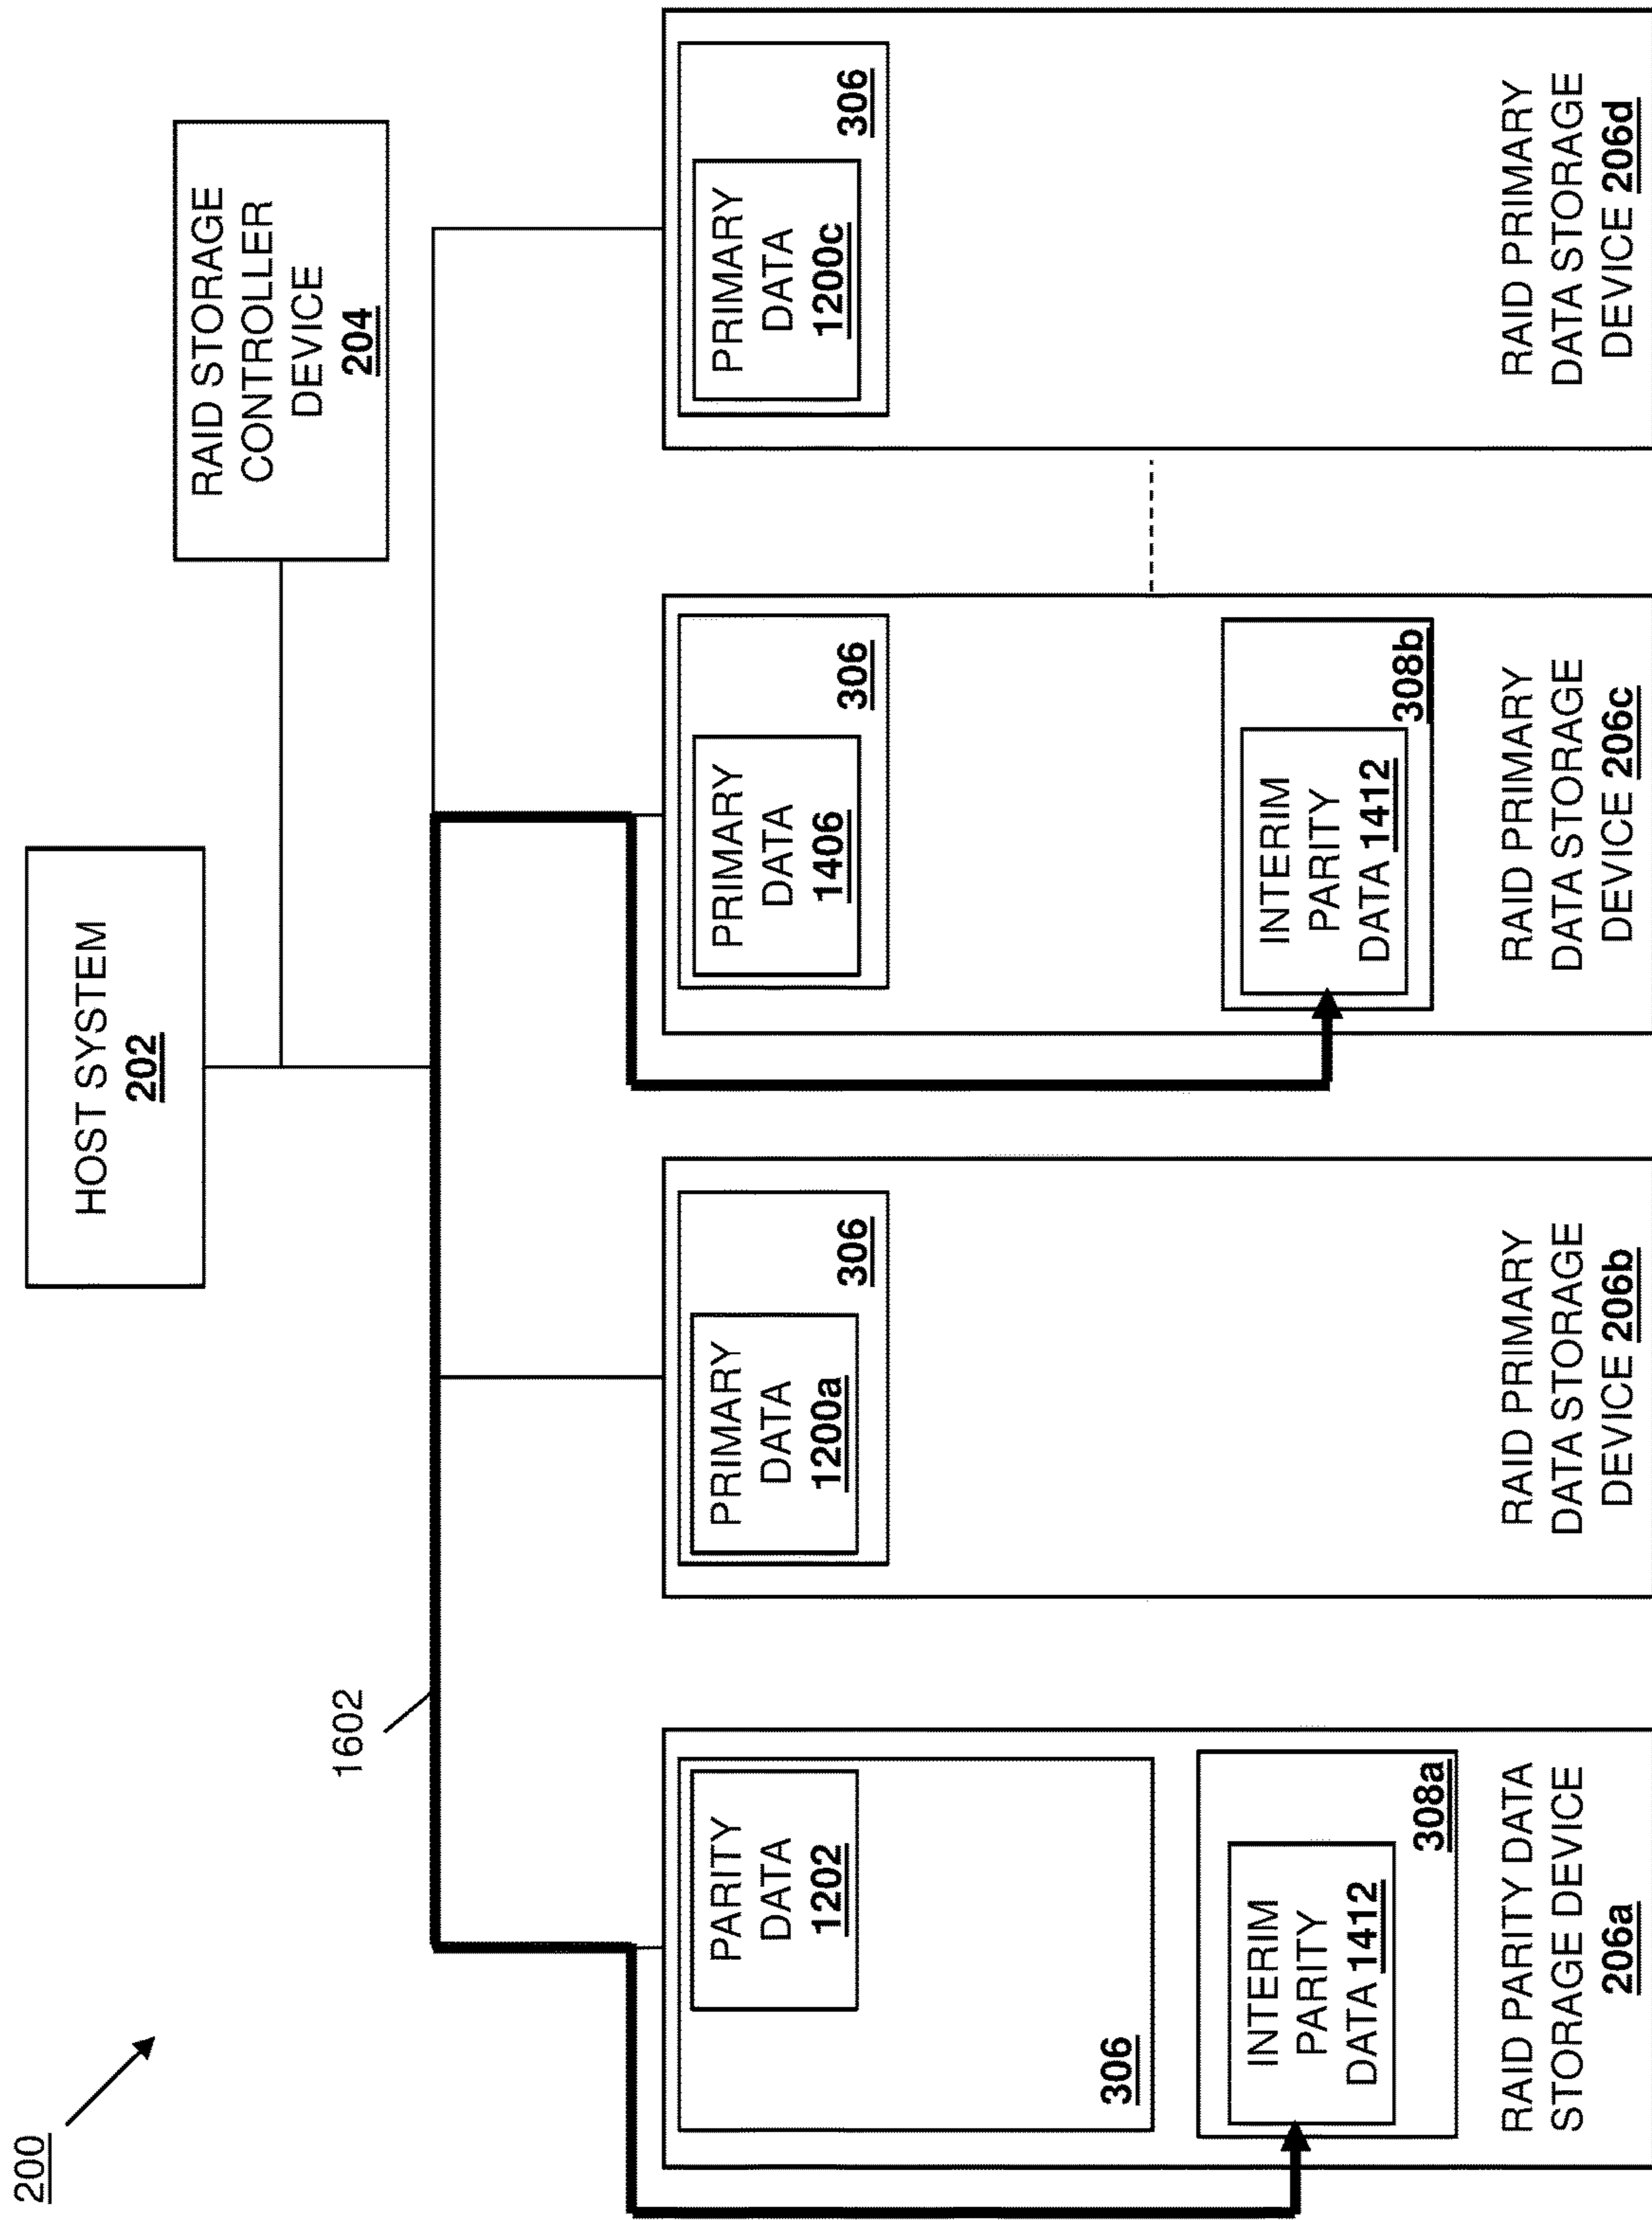 200
HOST SYSTEM
202
RAID STORAGE
CONTROLLER
DEVICE
204
1602
PARITY
DATA
1202
306
INTERIM
PARITY
DATA 1412
308a
RAID PARITY DATA
STORAGE DEVICE
206a
PRIMARY
DATA
1200a
306
RAID PRIMARY
DATA STORAGE
DEVICE 206b
PRIMARY
DATA
1406
306
INTERIM
PARITY
DATA 1412
308b
RAID PRIMARY
DATA STORAGE
DEVICE 206c
PRIMARY
DATA
1200c
306
RAID PRIMARY
DATA STORAGE
DEVICE 206d